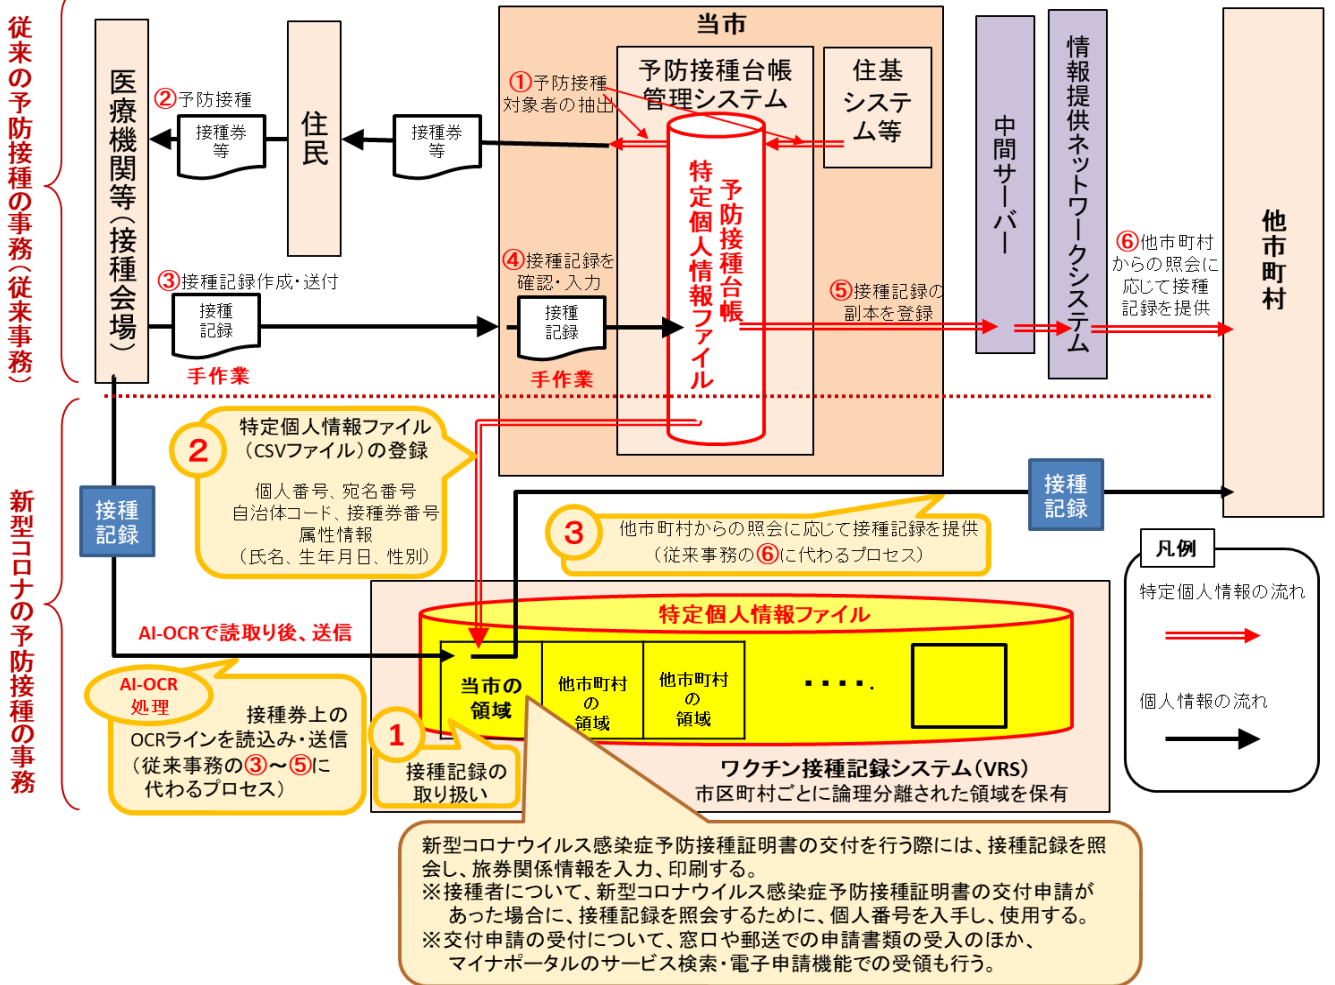 従来の予防接種の事務(従来事務)
医療機関等(接種会場)
②予防接種
接種券
等
住民
接種券
等
当市
①予防接種
対象者の抽出
予防接種台帳
管理システム
住基
システ
ム等
予防接種台帳
特定個人情報ファイル
中間サーバー
情報提供ネットワークシステム
他市町村
⑥他市町村
からの照会に
応じて接種
記録を提供
③接種記録作成・送付
接種
記録
手作業
④接種記録を
確認・入力
接種
記録
手作業
⑤接種記録の
副本を登録
新型コロナの予防接種の事務
接種
記録
2
特定個人情報ファイル
(CSVファイル)の登録
個人番号、宛名番号
自治体コード、接種券番号
属性情報
(氏名、生年月日、性別)
接種
記録
3
他市町村からの照会に応じて接種記録を提供
(従来事務の⑥に代わるプロセス)
凡例
特定個人情報の流れ
個人情報の流れ
AI-OCRで読取り後、送信
AI-OCR
処理
接種券上の
OCRラインを読込み・送信
(従来事務の③～⑤に
代わるプロセス)
特定個人情報ファイル
当市の
領域
他市町村
の
領域
他市町村
の
領域
・・・・.
1
接種記録の
取り扱い
ワクチン接種記録システム(VRS)
市区町村ごとに論理分離された領域を保有
新型コロナウイルス感染症予防接種証明書の交付を行う際には、接種記録を照
会し、旅券関係情報を入力、印刷する。
※接種者について、新型コロナウイルス感染症予防接種証明書の交付申請が
あった場合に、接種記録を照会するために、個人番号を入手し、使用する。
※交付申請の受付について、窓口や郵送での申請書類の受入のほか、
マイナポータルのサービス検索・電子申請機能での受領も行う。